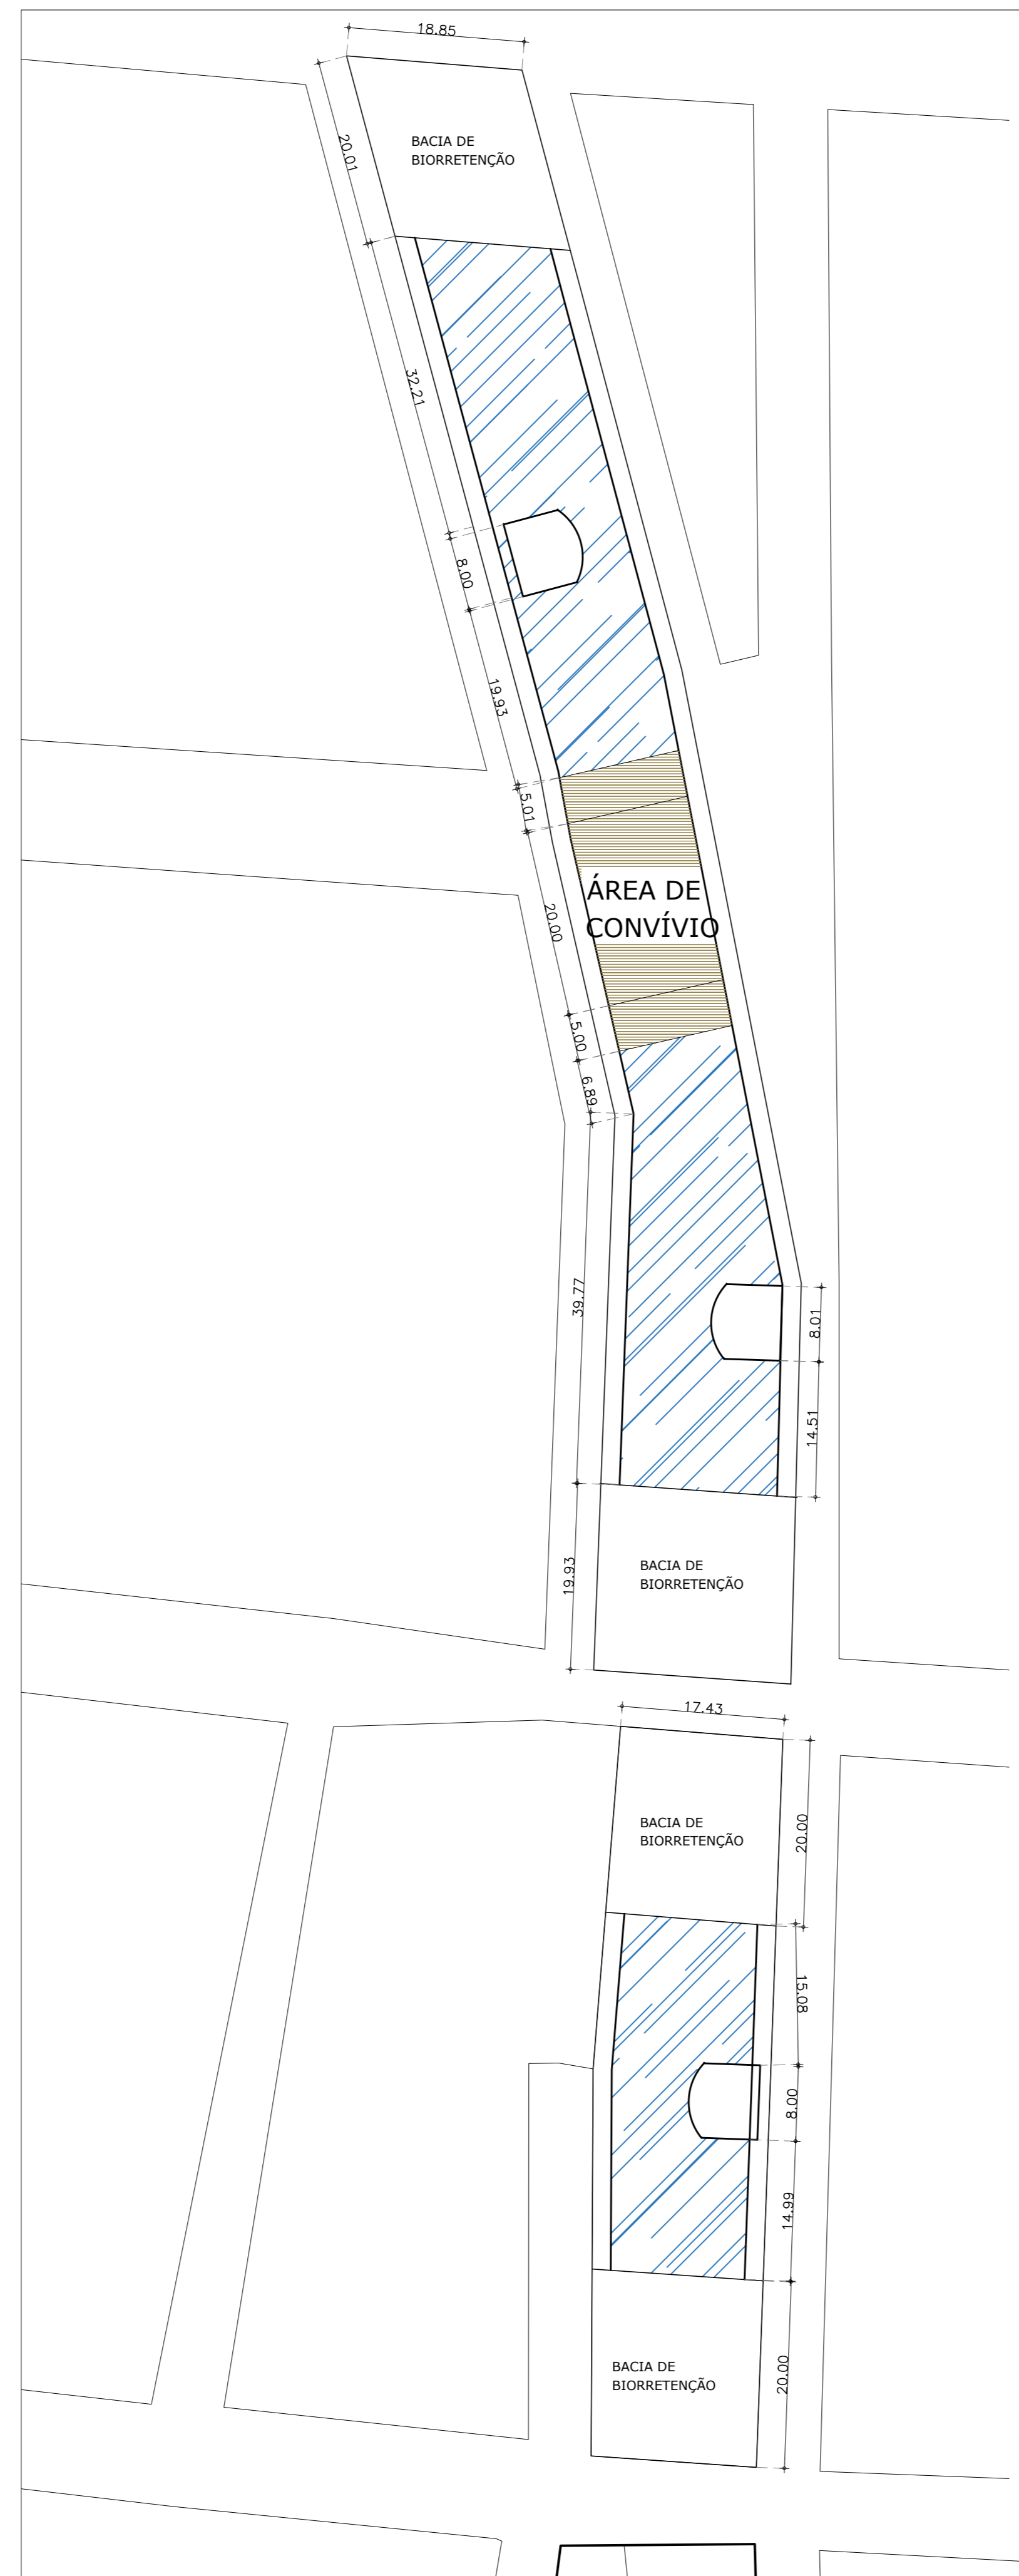 18.85
BACIA DE
BIORRETENÇÃO
20.01
32.21
8.00
19.93
5.01
ÁREA DE
CONVÍVIO
20.00
5.00
6.89
39.77
8.01
14.51
BACIA DE
BIORRETENÇÃO
19.93
17.43
BACIA DE
BIORRETENÇÃO
20.00
15.08
8.00
14.99
BACIA DE
BIORRETENÇÃO
20.00